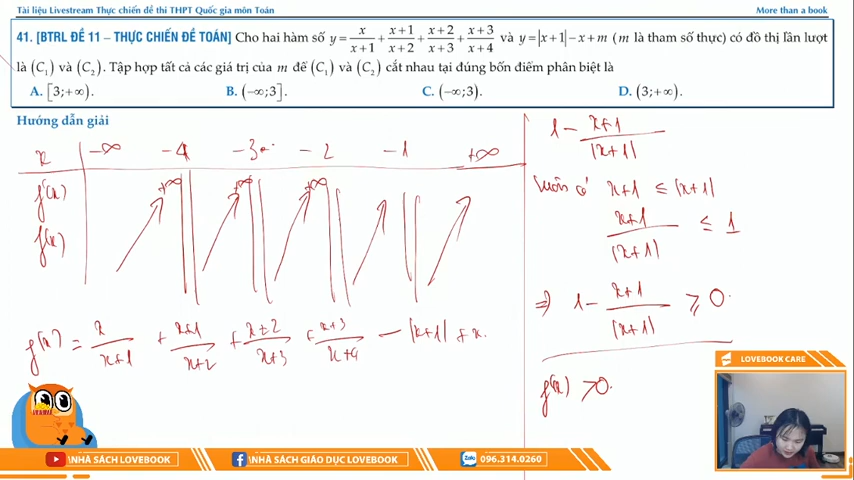 Tài liệu Livestream Thực chiến đề thi THPT Quốc gia môn Toán
More than a book
41. [BTRL ĐỀ 11 – THỰC CHIẾN ĐỀ TOÁN] Cho hai hàm số y = x/(x+1) + (x+1)/(x+2) + (x+2)/(x+3) + (x+3)/(x+4) và y = |x+1| − x + m ( m là tham số thực) có đồ thị lần lượt
là (C₁) và (C₂). Tập hợp tất cả các giá trị của m để (C₁) và (C₂) cắt nhau tại đúng bốn điểm phân biệt là
A. [3;+∞). B. (−∞;3]. C. (−∞;3). D. (3;+∞).
Hướng dẫn giải
x −∞ −4 −3 −2 −1 +∞
f'(x)
f(x)
+∞ +∞ +∞
f(x) = x/(x+1) + (x+1)/(x+2) + (x+2)/(x+3) + (x+3)/(x+4) − |x+1| + x.
1 − (x+1)/|x+1|
luôn có x+1 ≤ |x+1|
(x+1)/|x+1| ≤ 1
⇒ 1 − (x+1)/|x+1| ≥ 0.
f'(x) > 0.
LOVEBOOK CARE
NHÀ SÁCH LOVEBOOK
NHÀ SÁCH GIÁO DỤC LOVEBOOK
Zalo 096.314.0260